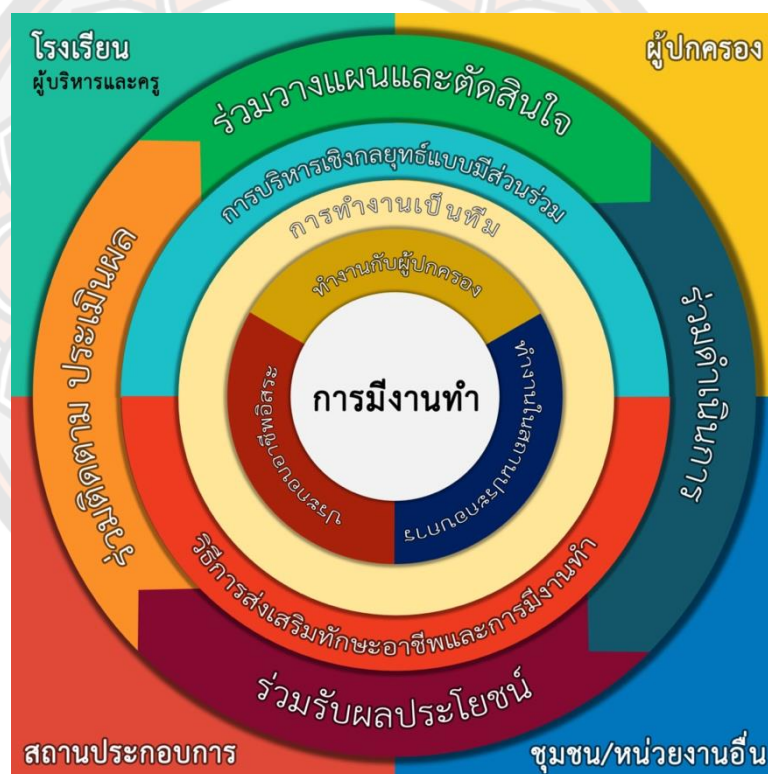 โรงเรียน
ผู้บริหารและครู
ผู้ปกครอง
ร่วมวางแผนและตัดสินใจ
การบริหารเชิงกลยุทธ์แบบมีส่วนร่วม
การทำงานเป็นทีม
ทำงานกับผู้ปกครอง
ร่วมติดตาม ประเมินผล
ร่วมดำเนินการ
ประกอบอาชีพอิสระ
การมีงานทำ
ทำงานในสถานประกอบการ
วิธีการส่งเสริมทักษะอาชีพและการมีงานทำ
ร่วมรับผลประโยชน์
สถานประกอบการ
ชุมชน/หน่วยงานอื่น